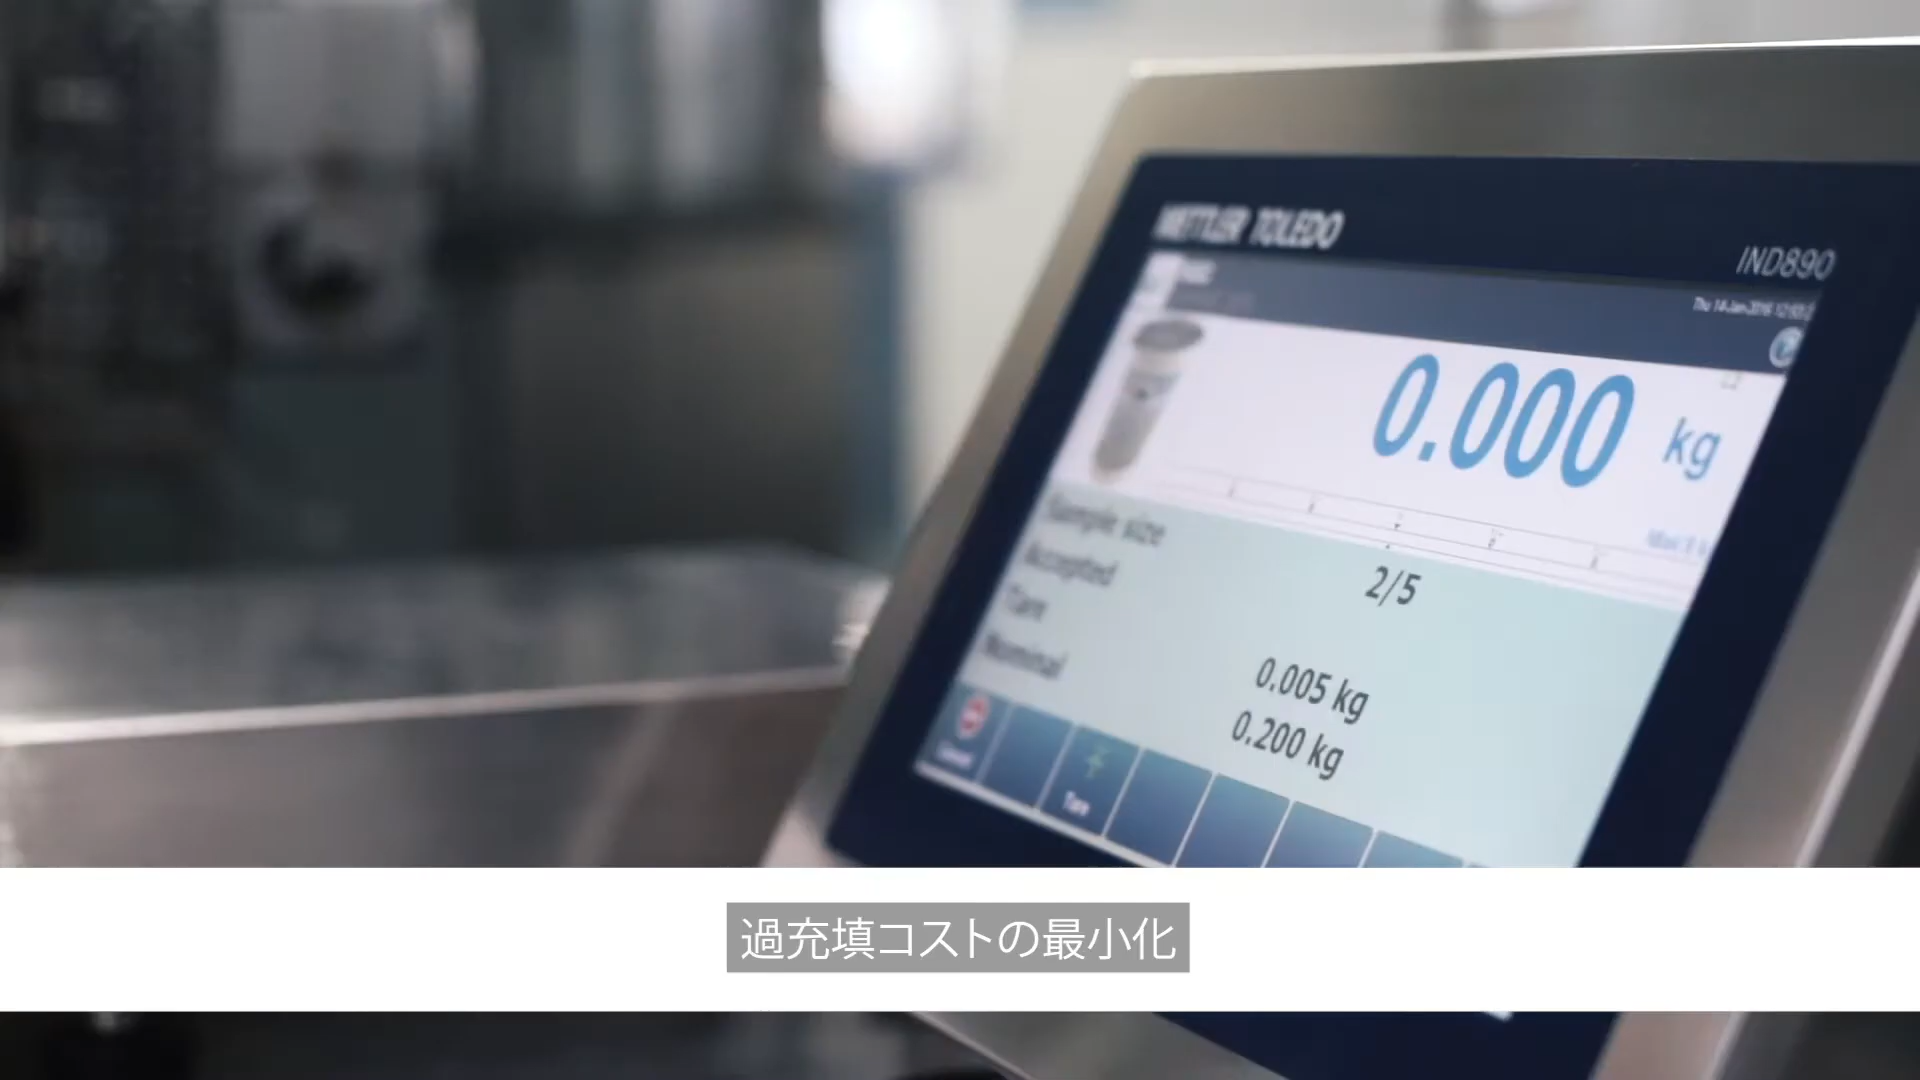 METTLER TOLEDO
IND890
0.000 kg
Sample size 2/5
Accepted
Tare 0.005 kg
Nominal 0.200 kg
Tare
過充填コストの最小化